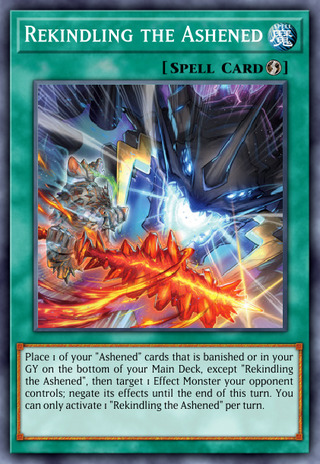 Rekindling the Ashened
魔
[Spell Card]
Place 1 of your "Ashened" cards that is banished or in your
GY on the bottom of your Main Deck, except "Rekindling
the Ashened", then target 1 Effect Monster your opponent
controls; negate its effects until the end of this turn. You
can only activate 1 "Rekindling the Ashened" per turn.